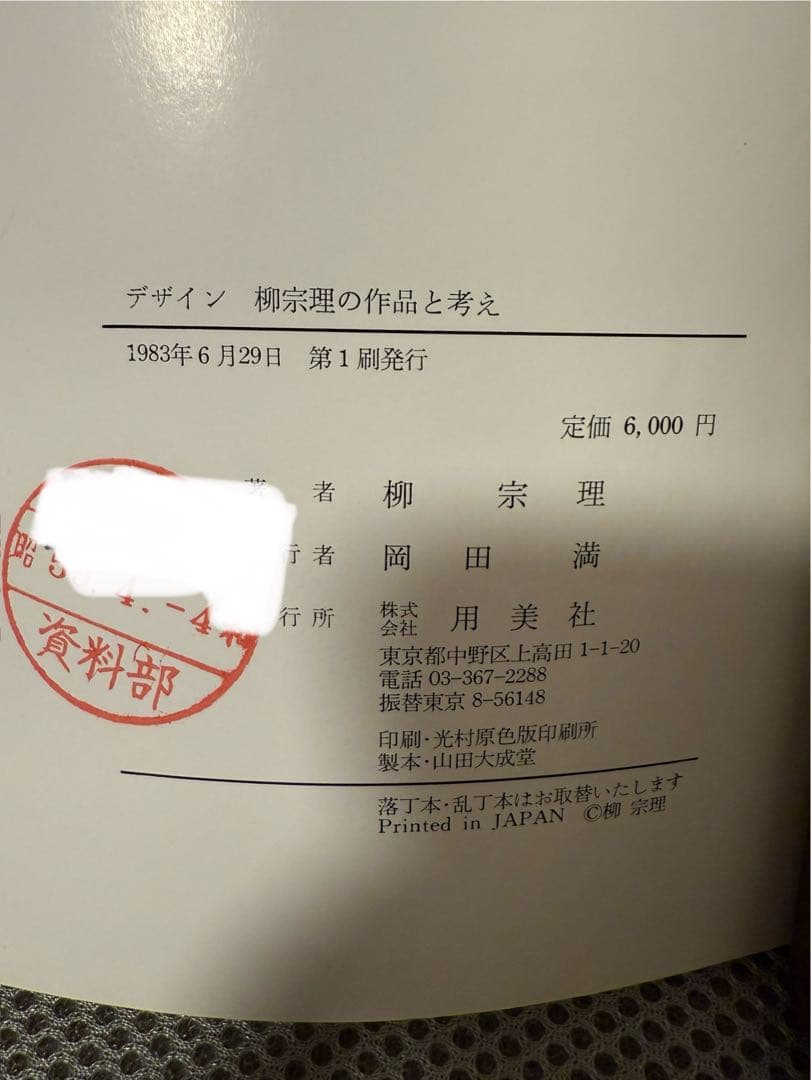 デザイン 柳宗理の作品と考え
1983年6月29日 第1刷発行
定価 6,000 円
著者 柳宗理
行者 岡田満
行所 株式会社 用美社
東京都中野区上高田1-1-20
電話 03-367-2288
振替東京 8-56148
印刷・光村原色版印刷所
製本・山田大成堂
落丁本・乱丁本はお取替いたします
Printed in JAPAN ©柳 宗理
昭
4.-4
資料部